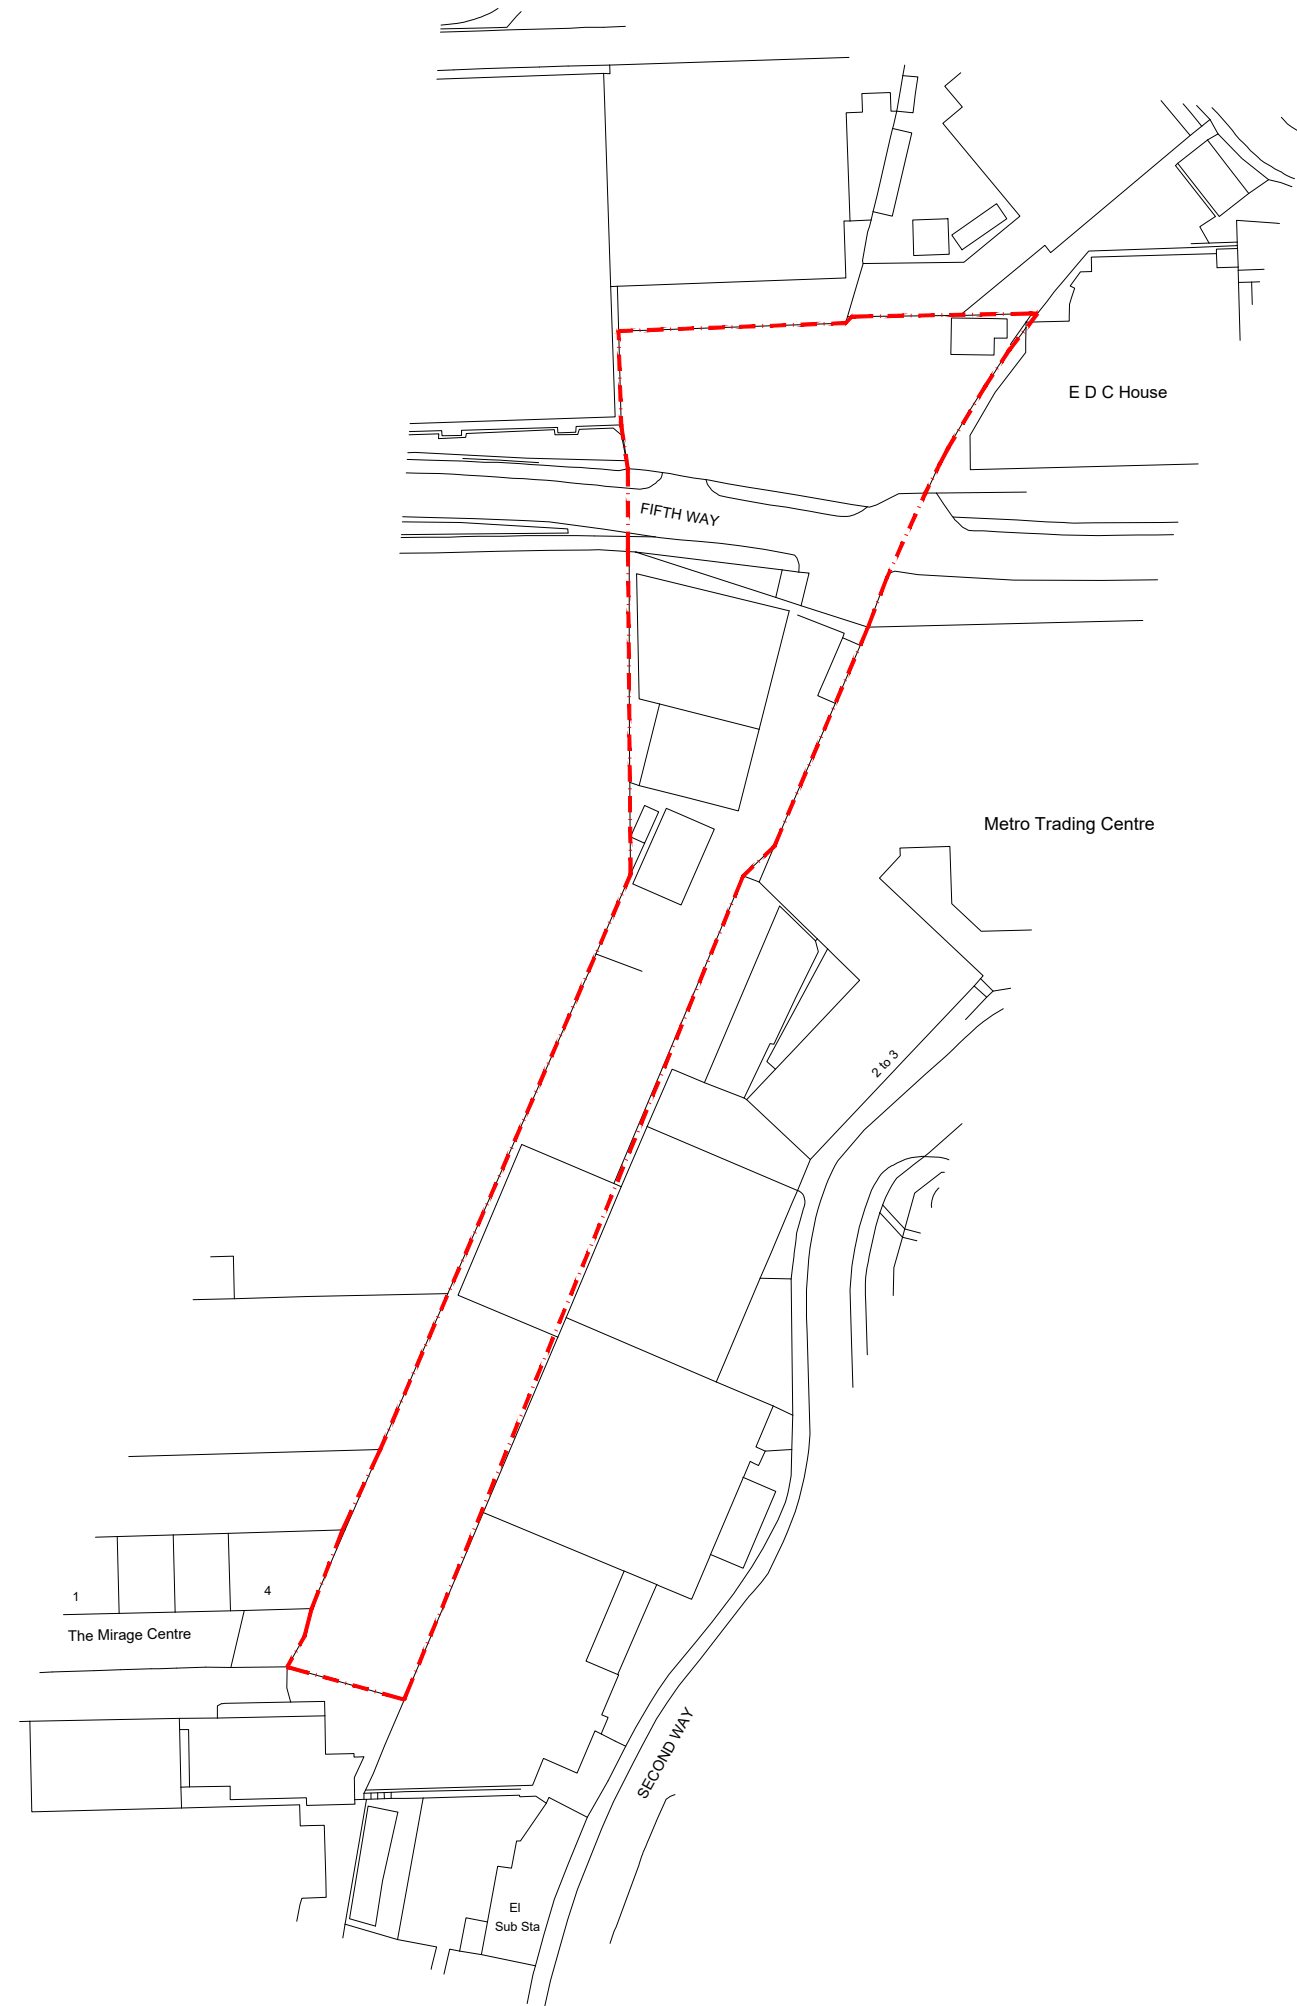 E D C House
FIFTH WAY
Metro Trading Centre
2 to 3
1
4
The Mirage Centre
SECOND WAY
El
Sub Sta